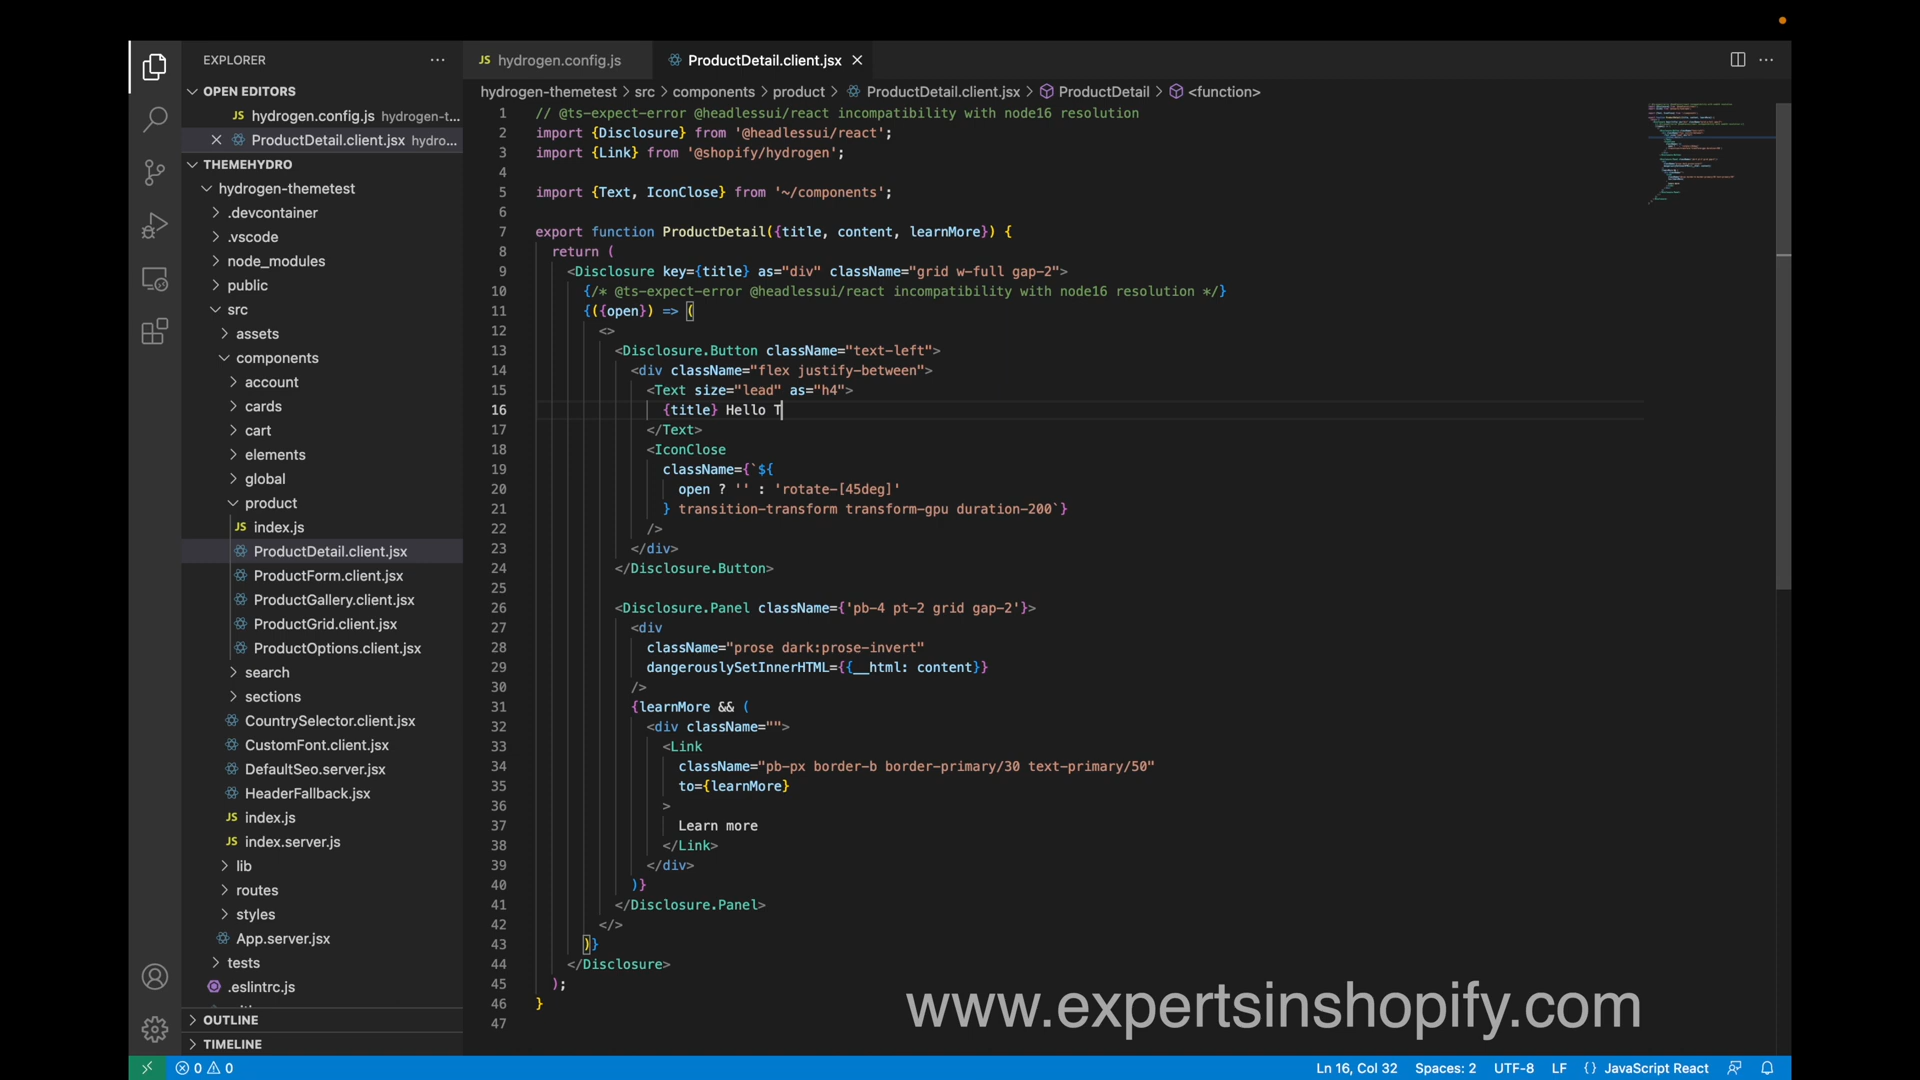 EXPLORER
OPEN EDITORS
JS hydrogen.config.js hydrogen-t...
ProductDetail.client.jsx hydro...
THEMEHYDRO
hydrogen-themetest
.devcontainer
.vscode
node_modules
public
src
assets
components
account
cards
cart
elements
global
product
JS index.js
ProductDetail.client.jsx
ProductForm.client.jsx
ProductGallery.client.jsx
ProductGrid.client.jsx
ProductOptions.client.jsx
search
sections
CountrySelector.client.jsx
CustomFont.client.jsx
DefaultSeo.server.jsx
HeaderFallback.jsx
JS index.js
JS index.server.js
lib
routes
styles
App.server.jsx
tests
.eslintrc.js
OUTLINE
TIMELINE
JS hydrogen.config.js
ProductDetail.client.jsx
hydrogen-themetest > src > components > product > ProductDetail.client.jsx > ProductDetail > <function>
1 // @ts-expect-error @headlessui/react incompatibility with node16 resolution
2 import {Disclosure} from '@headlessui/react';
3 import {Link} from '@shopify/hydrogen';
4
5 import {Text, IconClose} from '~/components';
6
7 export function ProductDetail({title, content, learnMore}) {
8 return (
9 <Disclosure key={title} as="div" className="grid w-full gap-2">
10 {/* @ts-expect-error @headlessui/react incompatibility with node16 resolution */}
11 {({open}) => (
12 <>
13 <Disclosure.Button className="text-left">
14 <div className="flex justify-between">
15 <Text size="lead" as="h4">
16 {title} Hello T
17 </Text>
18 <IconClose
19 className={`${
20 open ? '' : 'rotate-[45deg]'
21 } transition-transform transform-gpu duration-200`}
22 />
23 </div>
24 </Disclosure.Button>
25
26 <Disclosure.Panel className={'pb-4 pt-2 grid gap-2'}>
27 <div
28 className="prose dark:prose-invert"
29 dangerouslySetInnerHTML={{__html: content}}
30 />
31 {learnMore && (
32 <div className="">
33 <Link
34 className="pb-px border-b border-primary/30 text-primary/50"
35 to={learnMore}
36 >
37 Learn more
38 </Link>
39 </div>
40 )}
41 </Disclosure.Panel>
42 </>
43 )}
44 </Disclosure>
45 );
46 }
47
www.expertsinshopify.com
0 0
Ln 16, Col 32 Spaces: 2 UTF-8 LF {} JavaScript React